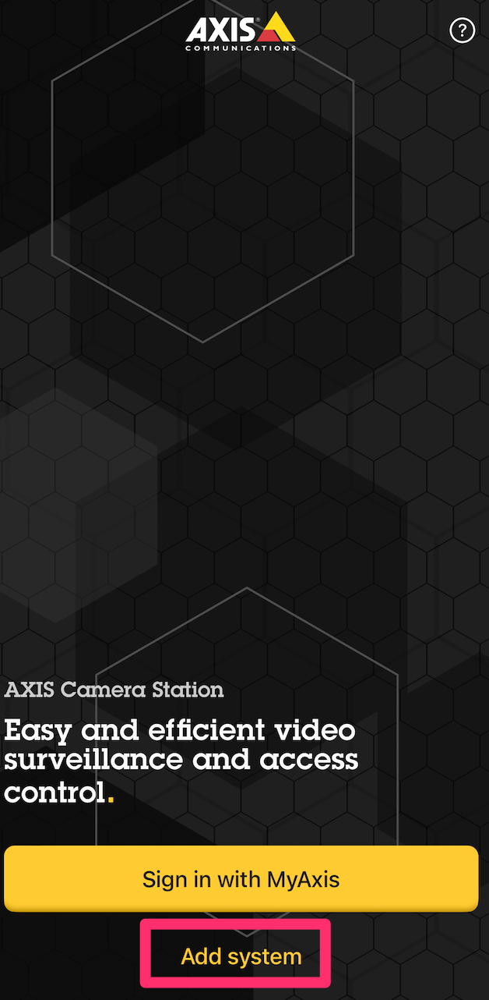 AXIS
COMMUNICATIONS
?
AXIS Camera Station
Easy and efficient video
surveillance and access
control.
Sign in with MyAxis
Add system